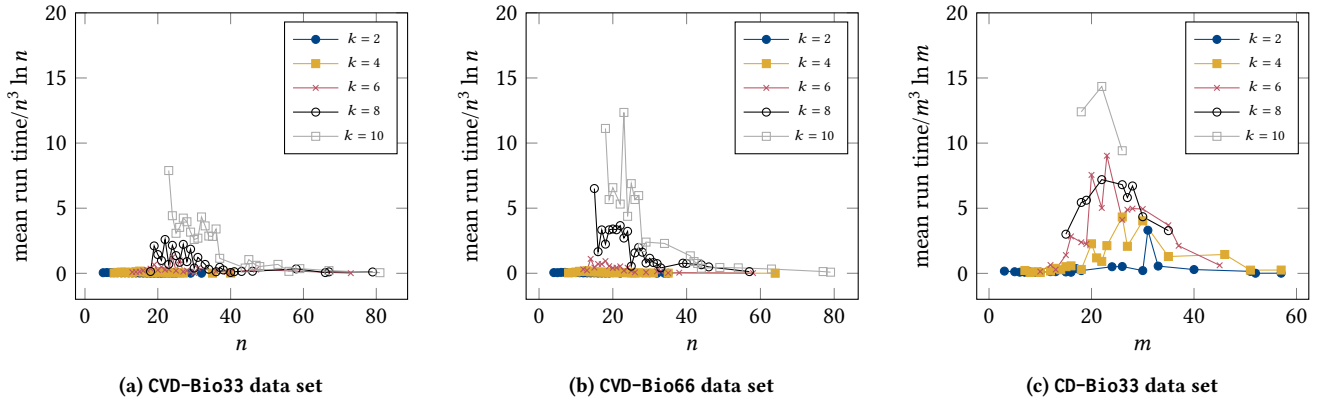 20
15
10
5
0
0
20
40
60
80
n
mean run time/n³ ln n
k = 2
k = 4
k = 6
k = 8
k = 10
(a) CVD-Bio33 data set
20
15
10
5
0
0
20
40
60
80
n
mean run time/n³ ln n
k = 2
k = 4
k = 6
k = 8
k = 10
(b) CVD-Bio66 data set
20
15
10
5
0
0
20
40
60
m
mean run time/m³ ln m
k = 2
k = 4
k = 6
k = 8
k = 10
(c) CD-Bio33 data set